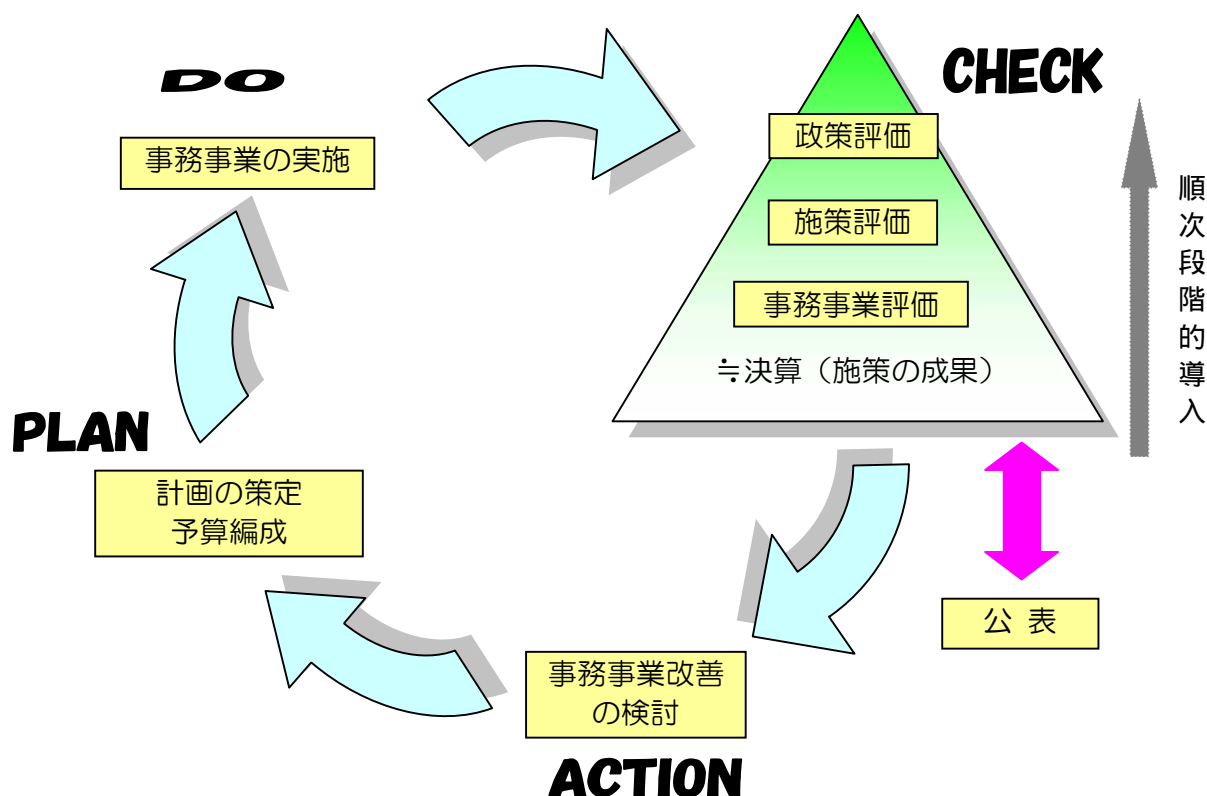 DO
事務事業の実施
CHECK
政策評価
施策評価
事務事業評価
≒決算（施策の成果）
順次段階的導入
PLAN
計画の策定
予算編成
公 表
事務事業改善
の検討
ACTION